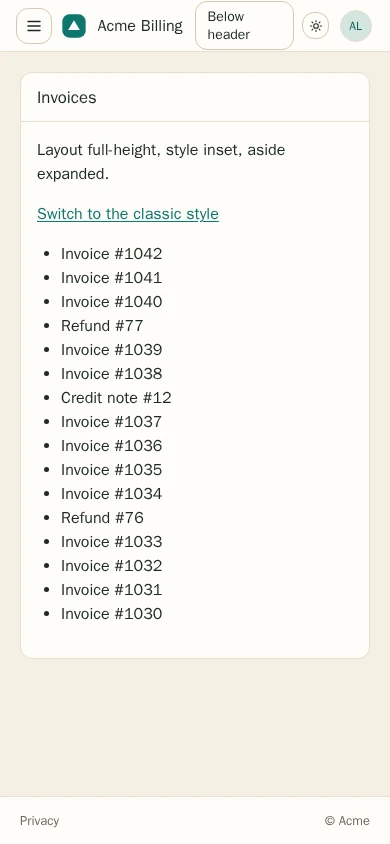 Acme Billing
Below
header
AL
Invoices
Layout full-height, style inset, aside
expanded.
Switch to the classic style
Invoice #1042
Invoice #1041
Invoice #1040
Refund #77
Invoice #1039
Invoice #1038
Credit note #12
Invoice #1037
Invoice #1036
Invoice #1035
Invoice #1034
Refund #76
Invoice #1033
Invoice #1032
Invoice #1031
Invoice #1030
Privacy
© Acme